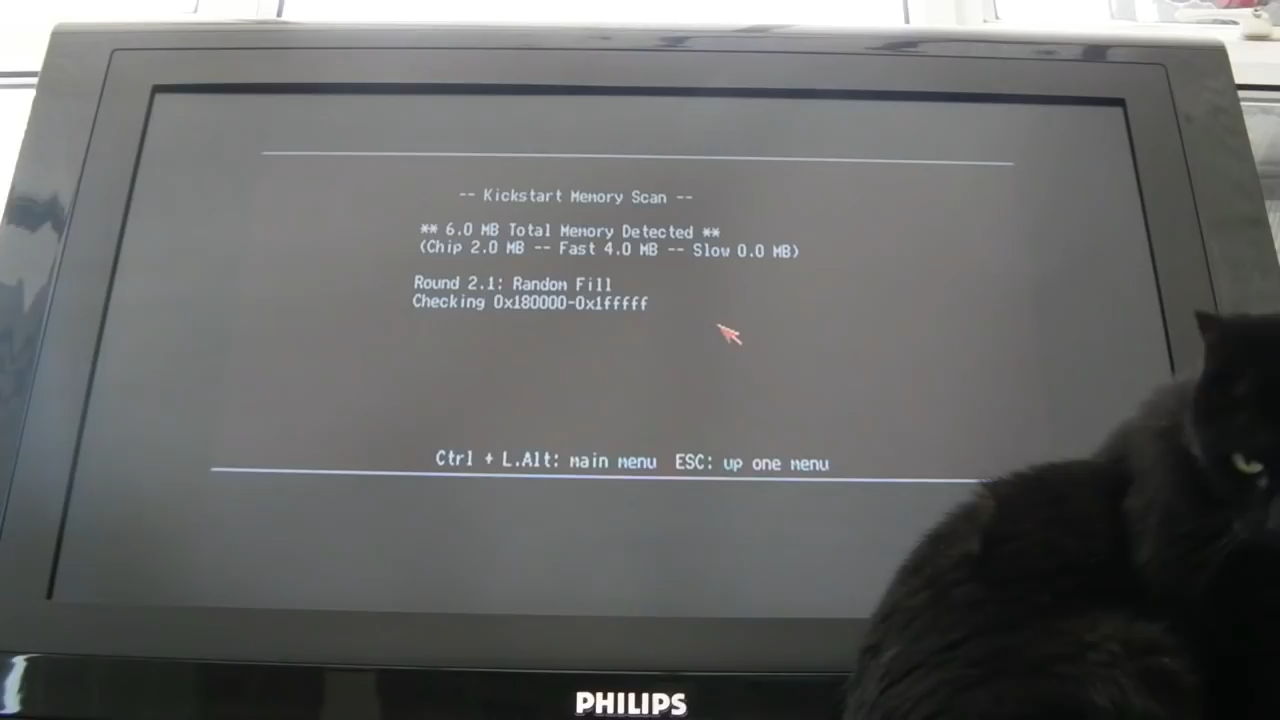 -- Kickstart Memory Scan --
** 6.0 MB Total Memory Detected **
(Chip 2.0 MB -- Fast 4.0 MB -- Slow 0.0 MB)
Round 2.1: Random Fill
Checking 0x180000-0x1fffff
Ctrl + L.Alt: main menu  ESC: up one menu
PHILIPS